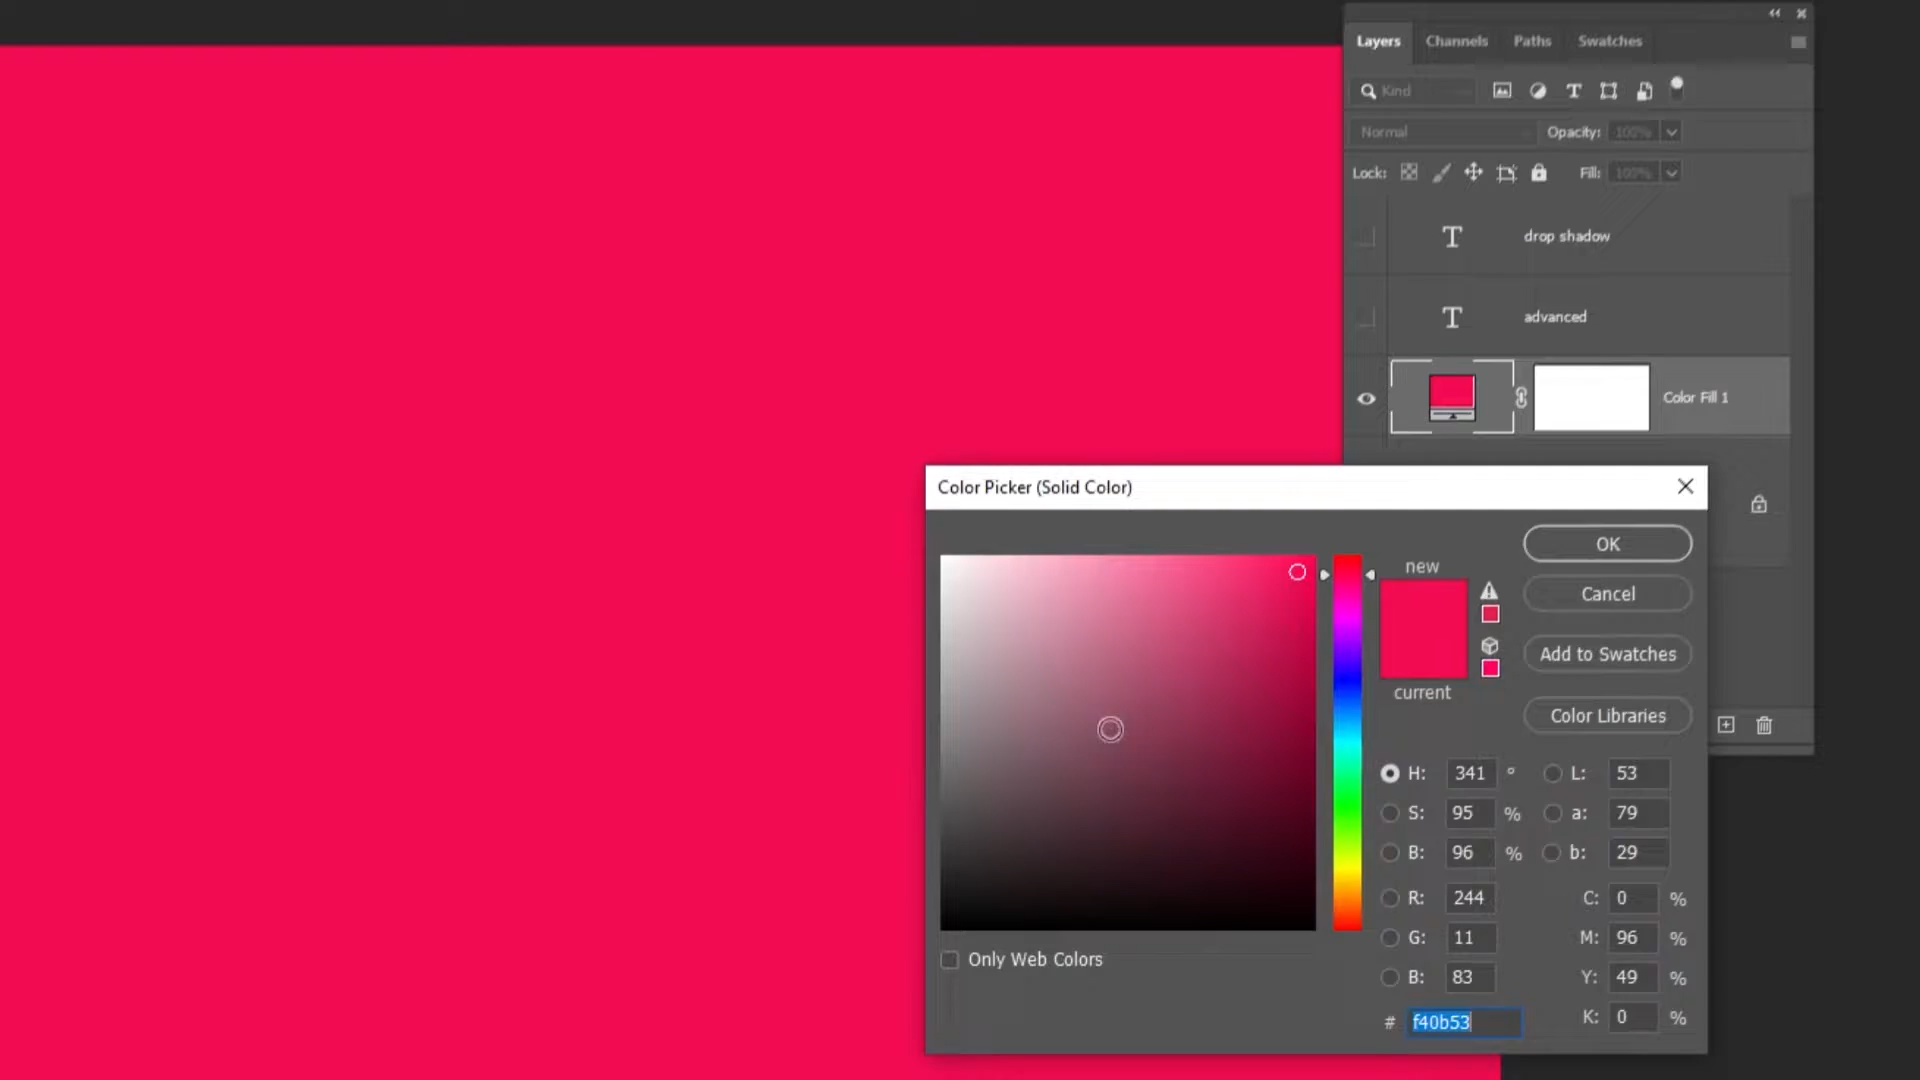 Layers Channels Paths Swatches
Kind
Normal Opacity: 100%
Lock: Fill: 100%
T drop shadow
T advanced
Color Fill 1
Color Picker (Solid Color)
OK
new
Cancel
Add to Swatches
current
Color Libraries
H: 341 ° L: 53
S: 95 % a: 79
B: 96 % b: 29
R: 244 C: 0 %
G: 11 M: 96 %
Only Web Colors
B: 83 Y: 49 %
# f40b53 K: 0 %